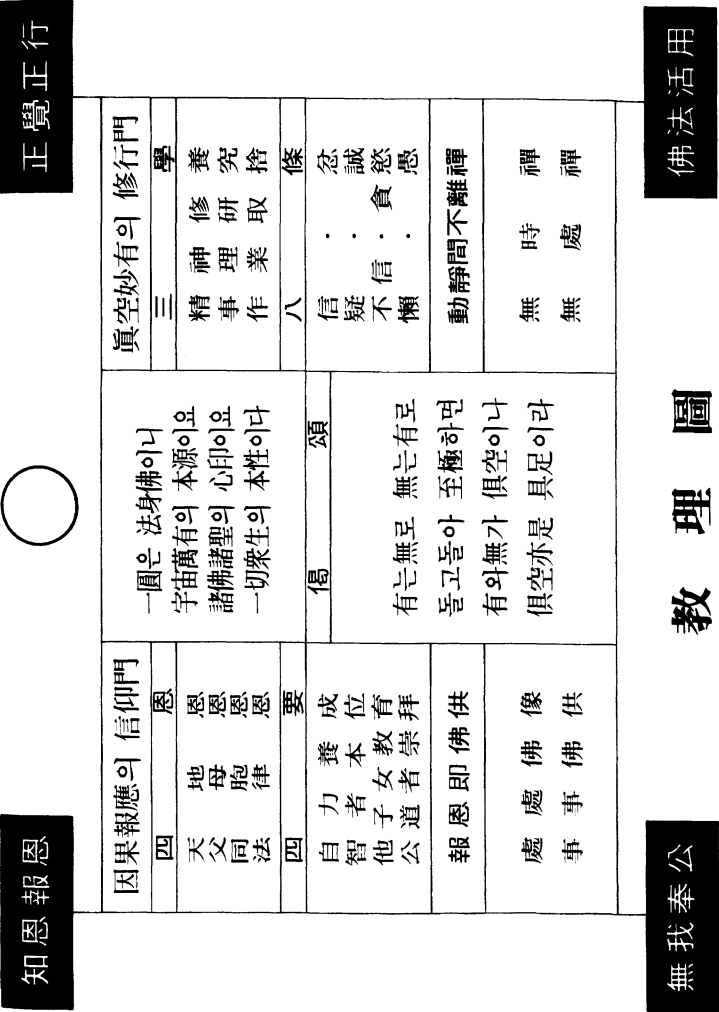 知恩報恩
正覺正行
因果報應의 信仰門
四 恩
天地恩
父母恩
同胞恩
法律恩
四 要
自力養成
智者本位
他子女教育
公道者崇拜
報恩即佛供
處處佛像
事事佛供
一圓은 法身佛이니
宇宙萬有의 本源이요
諸佛諸聖의 心印이요
一切衆生의 本性이다
偈 頌
有는無로 無는有로
돌고돌아 至極하면
有와無가 俱空이나
俱空亦是 具足이라
眞空妙有의 修行門
三 學
精神修養
事理研究
作業取捨
八 條
信・忿
疑・誠
不信・貪慾
懶・愚
動靜間不離禪
無時禪
無處禪
無我奉公
佛法活用
教理圖